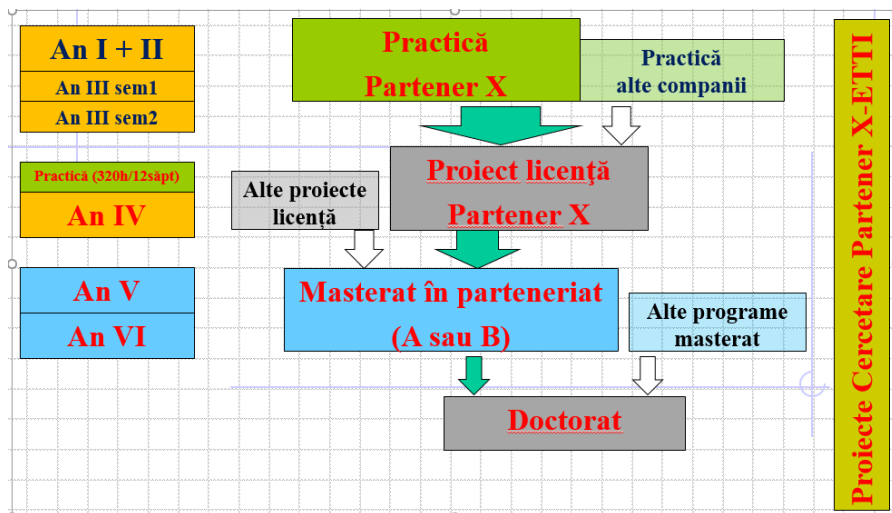 An I + II
An III sem1
An III sem2
Practică
Partener X
Practică
alte companii
Practică (320h/12săpt)
An IV
Alte proiecte
licență
Proiect licenţă
Partener X
An V
An VI
Masterat în parteneriat
(A sau B)
Alte programe
masterat
Doctorat
Proiecte Cercetare Partener X-ETTI